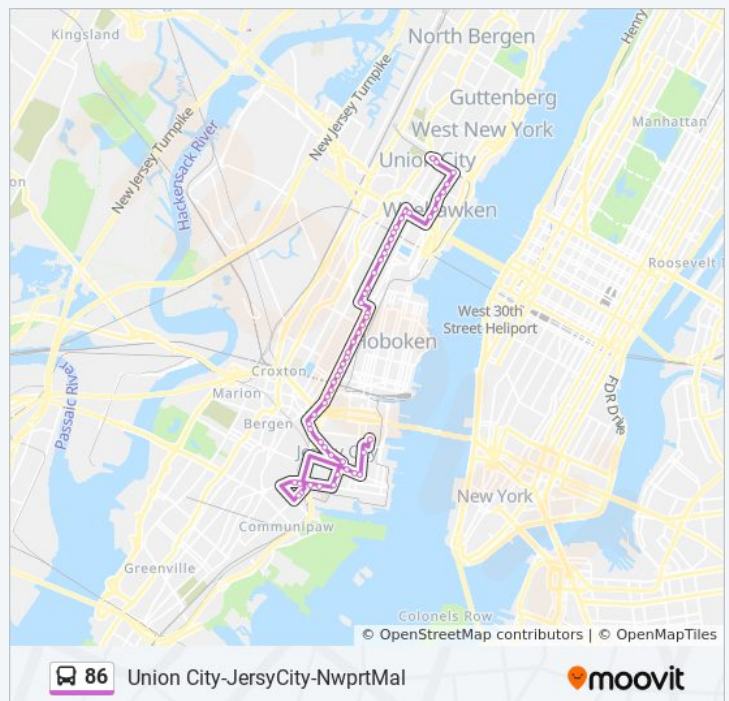 Kingsland
North Bergen
Henry
New Jersey Turnpike
New Jersey Turnpike
Guttenberg
West New York
Manhattan
Union City
Hackensack River
Weehawken
Roosevelt I
West 30th
Street Heliport
Hoboken
Croxton
Marion
FDR Drive
Passaic River
Bergen
Jersey City
New York
Communipaw
Greenville
Colonels Row
© OpenStreetMap contributors | © OpenMapTiles
86 Union City-JersyCity-NwprtMal
moovit